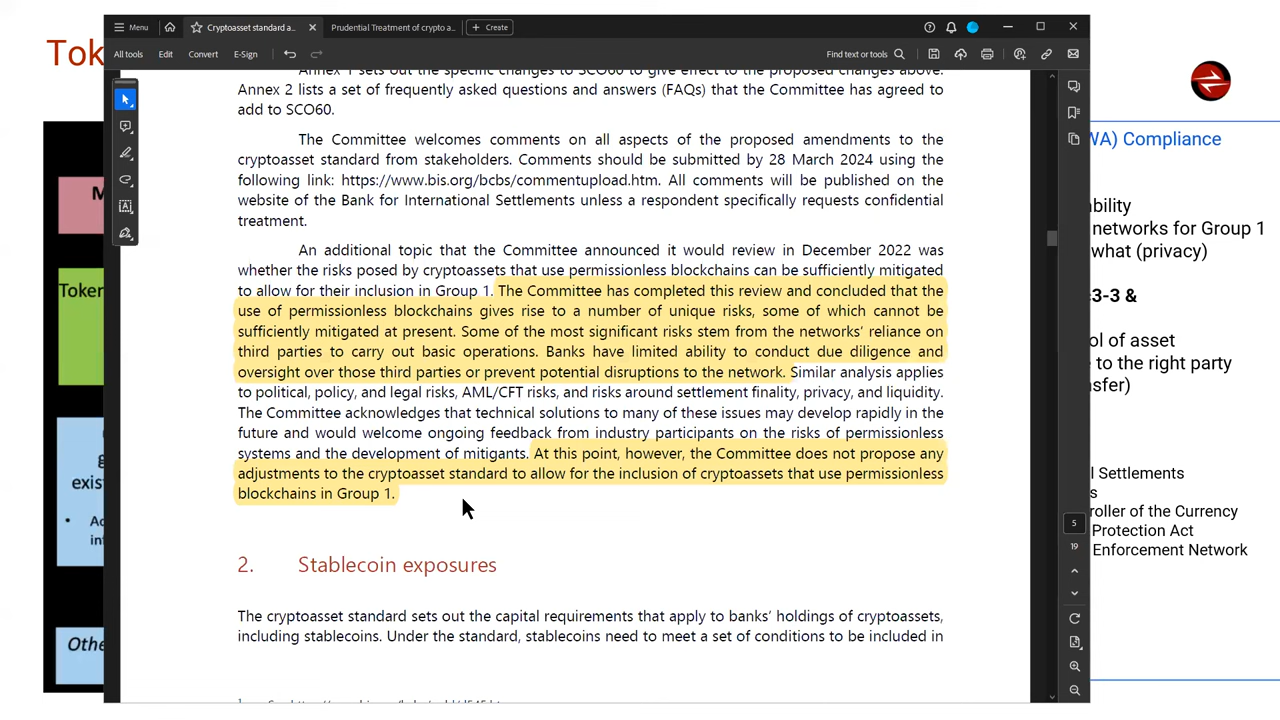 Tok
Menu
Cryptoasset standard a..
Prudential Treatment of crypto a..
Create
All tools
Edit
Convert
E-Sign
Find text or tools
Annex 1 sets out the specific changes to SCO60 to give effect to the proposed changes above.
Annex 2 lists a set of frequently asked questions and answers (FAQs) that the Committee has agreed to
add to SCO60.
The Committee welcomes comments on all aspects of the proposed amendments to the
cryptoasset standard from stakeholders. Comments should be submitted by 28 March 2024 using the
following link: https://www.bis.org/bcbs/commentupload.htm. All comments will be published on the
website of the Bank for International Settlements unless a respondent specifically requests confidential
treatment.
An additional topic that the Committee announced it would review in December 2022 was
whether the risks posed by cryptoassets that use permissionless blockchains can be sufficiently mitigated
to allow for their inclusion in Group 1. The Committee has completed this review and concluded that the
use of permissionless blockchains gives rise to a number of unique risks, some of which cannot be
sufficiently mitigated at present. Some of the most significant risks stem from the networks' reliance on
third parties to carry out basic operations. Banks have limited ability to conduct due diligence and
oversight over those third parties or prevent potential disruptions to the network. Similar analysis applies
to political, policy, and legal risks, AML/CFT risks, and risks around settlement finality, privacy, and liquidity.
The Committee acknowledges that technical solutions to many of these issues may develop rapidly in the
future and would welcome ongoing feedback from industry participants on the risks of permissionless
systems and the development of mitigants. At this point, however, the Committee does not propose any
adjustments to the cryptoasset standard to allow for the inclusion of cryptoassets that use permissionless
blockchains in Group 1.
2. Stablecoin exposures
The cryptoasset standard sets out the capital requirements that apply to banks' holdings of cryptoassets,
including stablecoins. Under the standard, stablecoins need to meet a set of conditions to be included in
5
19
M
Token
exis
• Ac
in
Othe
WA) Compliance
bility
networks for Group 1
what (privacy)
3-3 &
ol of asset
e to the right party
sfer)
l Settlements
s
roller of the Currency
Protection Act
Enforcement Network